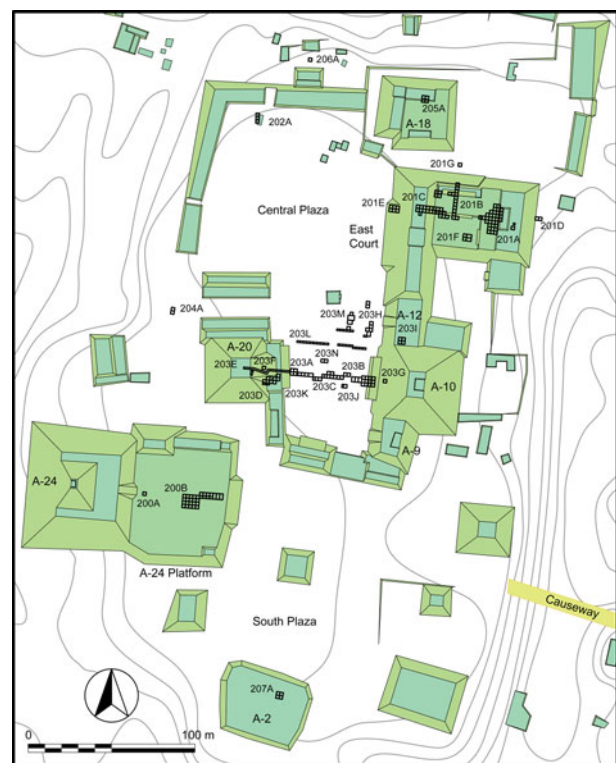 206A
205A
A-18
202A
201G
201C
201B
201E
Central Plaza
East
Court
201F
201A
201D
204A
203M
203H
A-12
203L
203I
A-20
203F
203N
203E
203A
203B
203G
A-10
203D
203K
203C
203J
A-9
A-24
200B
200A
A-24 Platform
Causeway
South Plaza
207A
A-2
0
100 m